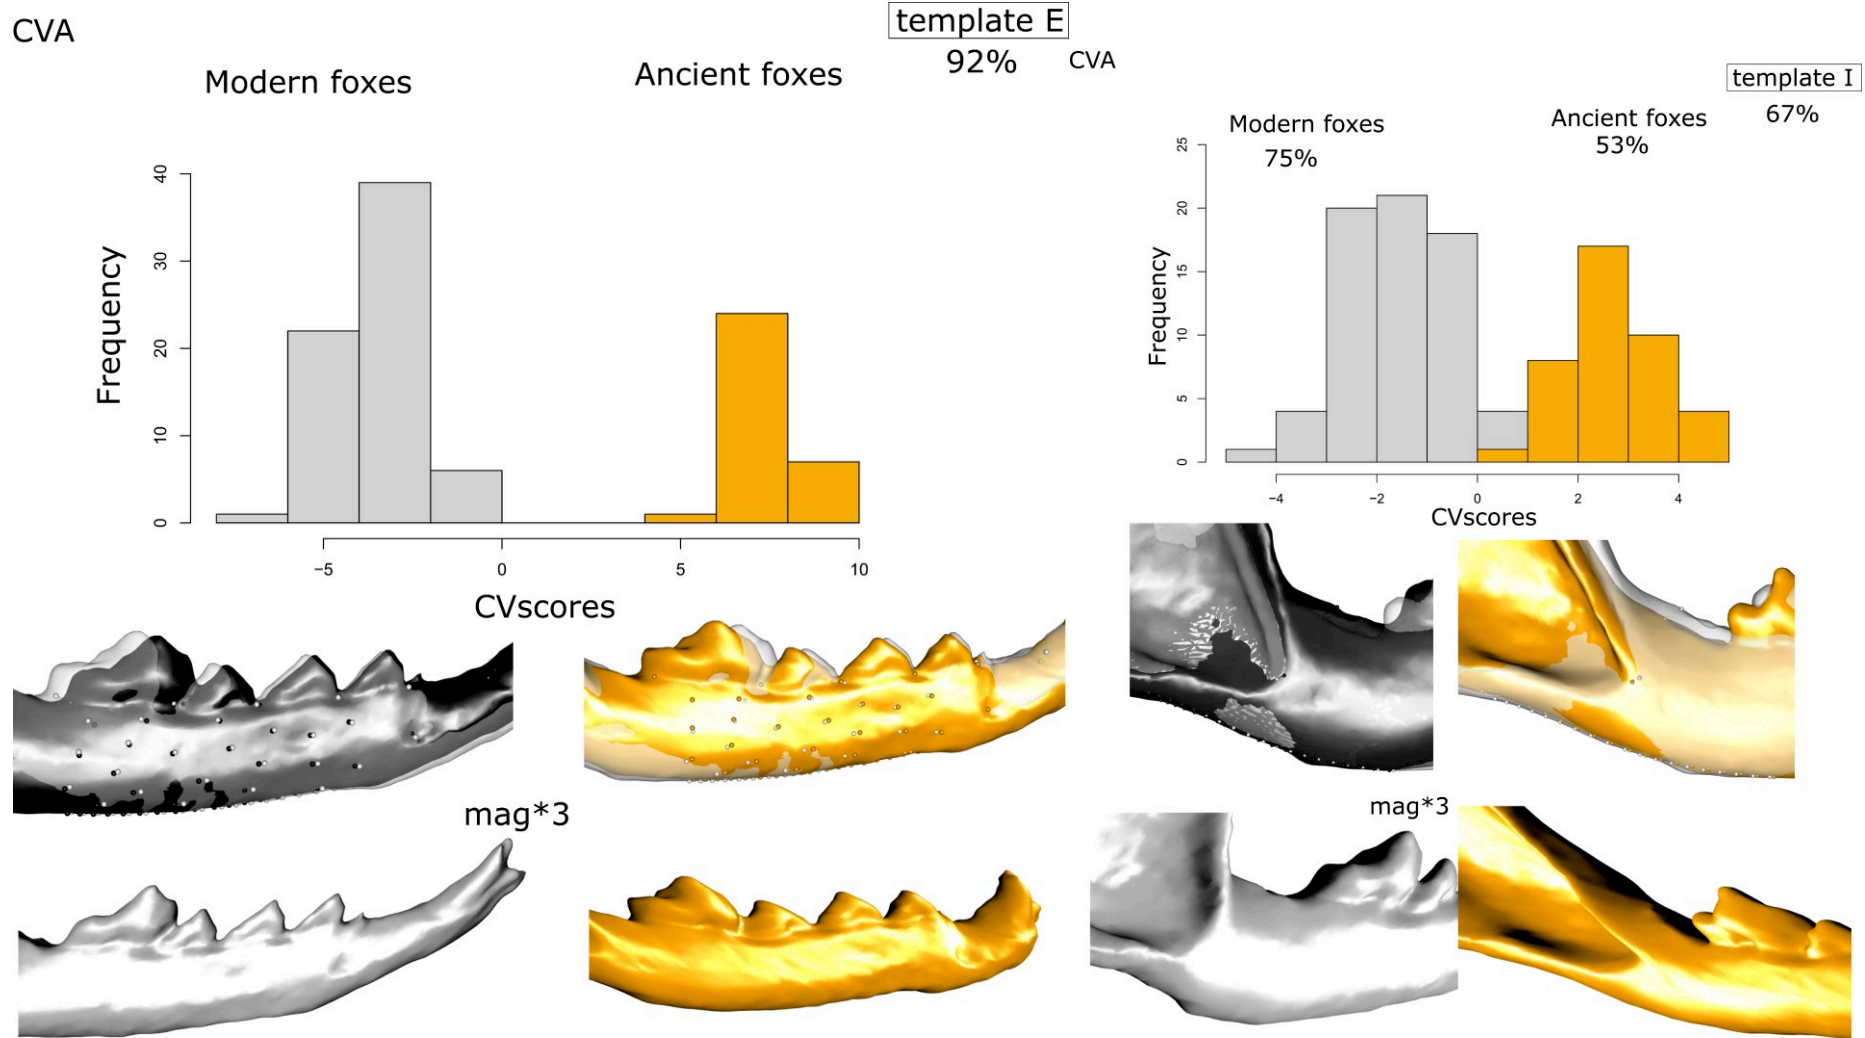 CVA
template E
92%
Modern foxes
Ancient foxes
Frequency
0
10
20
30
40
−5
0
5
10
CVscores
mag*3
CVA
template I
67%
Modern foxes
75%
Ancient foxes
53%
Frequency
0
5
10
15
20
25
−4
−2
0
2
4
CVscores
mag*3